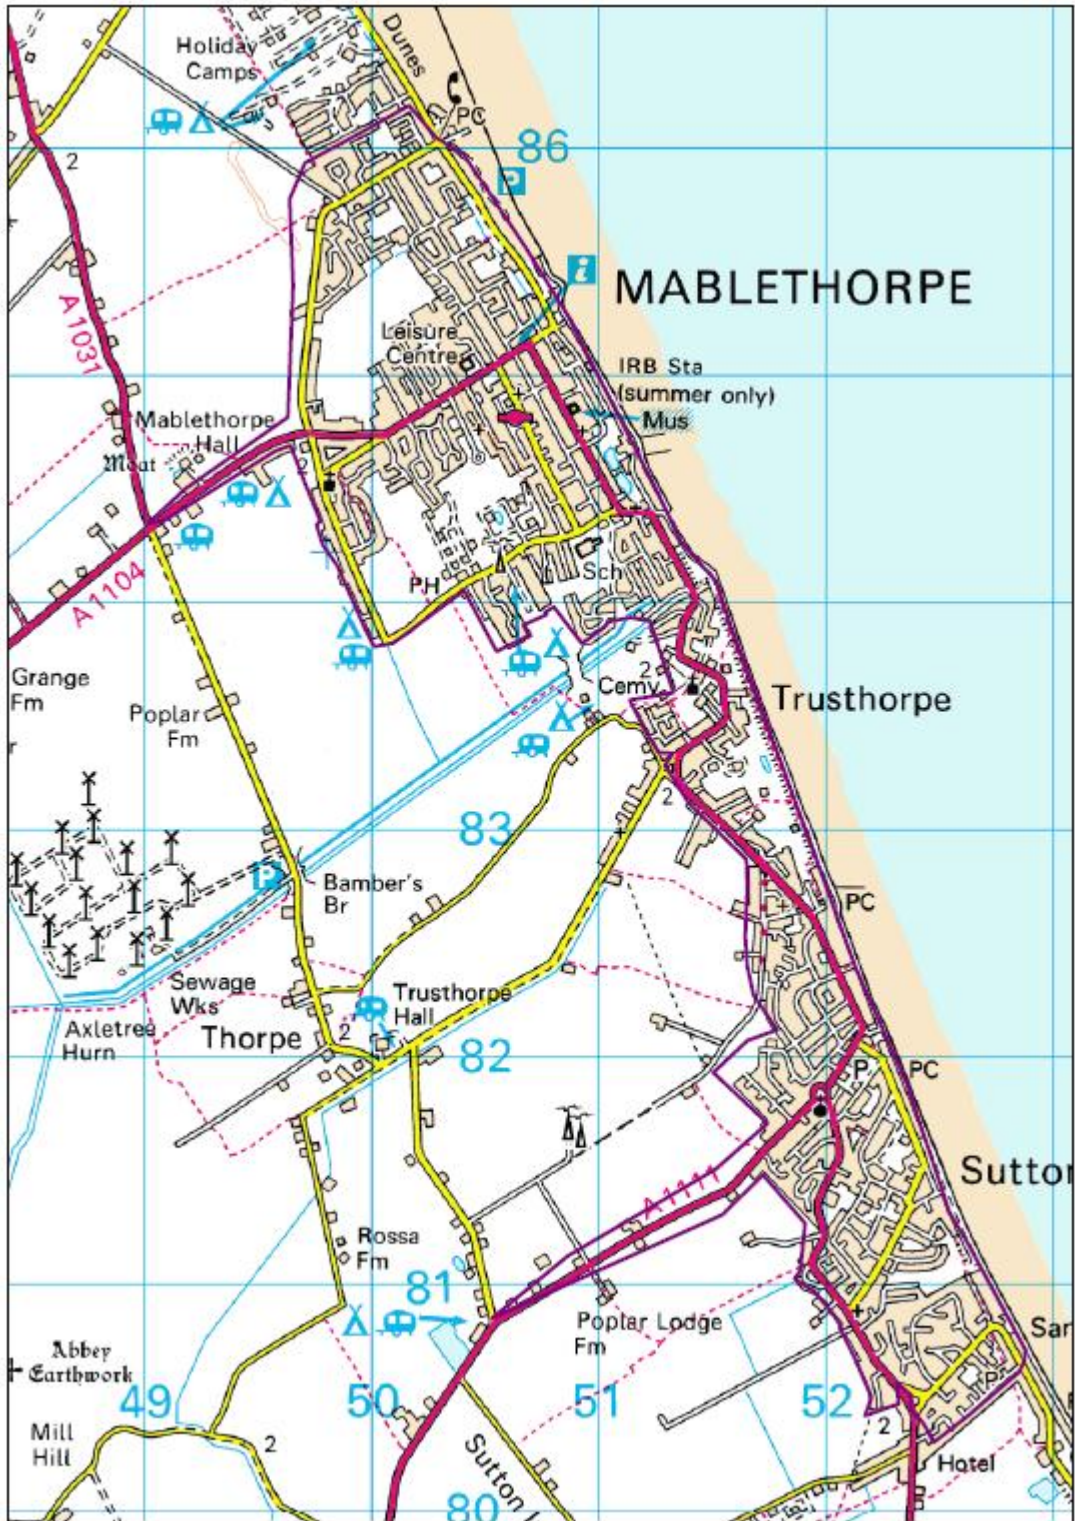 Dunes
Holiday
Camps
PC
86
2
P
i
MABLETHORPE
A1031
Leisure
Centre
IRB Sta
(summer only)
Mus
Mablethorpe
Hall
Moat
2
A1104
PH
Sch
Grange
Fm
Poplar
Fm
2
Cemy
Trusthorpe
r
2
83
P
Bamber's
Br
PC
Sewage
Wks
Trusthorpe
Hall
Axletree
Hurn
Thorpe
2
82
P
PC
A1111
Sutton
Rossa
Fm
81
Poplar Lodge
Fm
San
Abbey
Earthwork
49
50
51
52
P
Mill
Hill
2
2
Sutton
Hotel
80